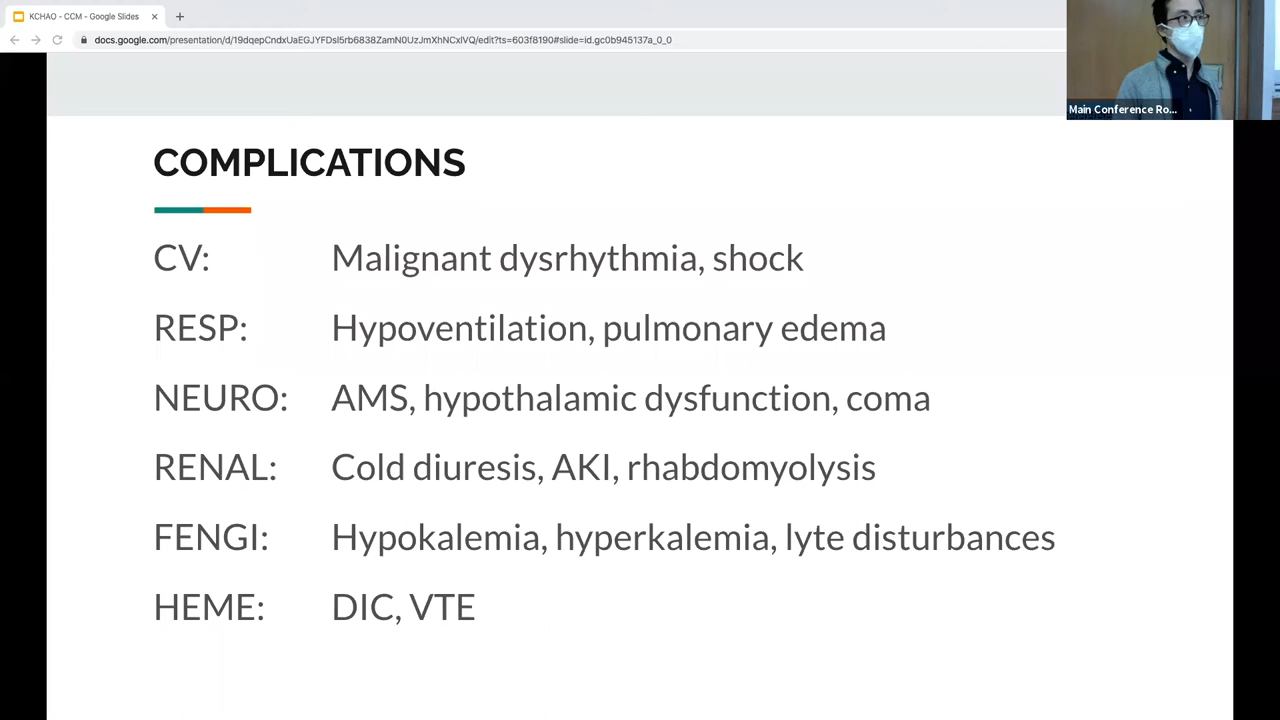 KCHAO - CCM - Google Slides
docs.google.com/presentation/d/19dqepCndxUaEGJYFDsl5rb6838ZamN0UzJmXhNCxlVQ/edit?ts=603f8190#slide=id.gc0b945137a_0_0
Main Conference Ro...
COMPLICATIONS
CV: Malignant dysrhythmia, shock
RESP: Hypoventilation, pulmonary edema
NEURO: AMS, hypothalamic dysfunction, coma
RENAL: Cold diuresis, AKI, rhabdomyolysis
FENGI: Hypokalemia, hyperkalemia, lyte disturbances
HEME: DIC, VTE